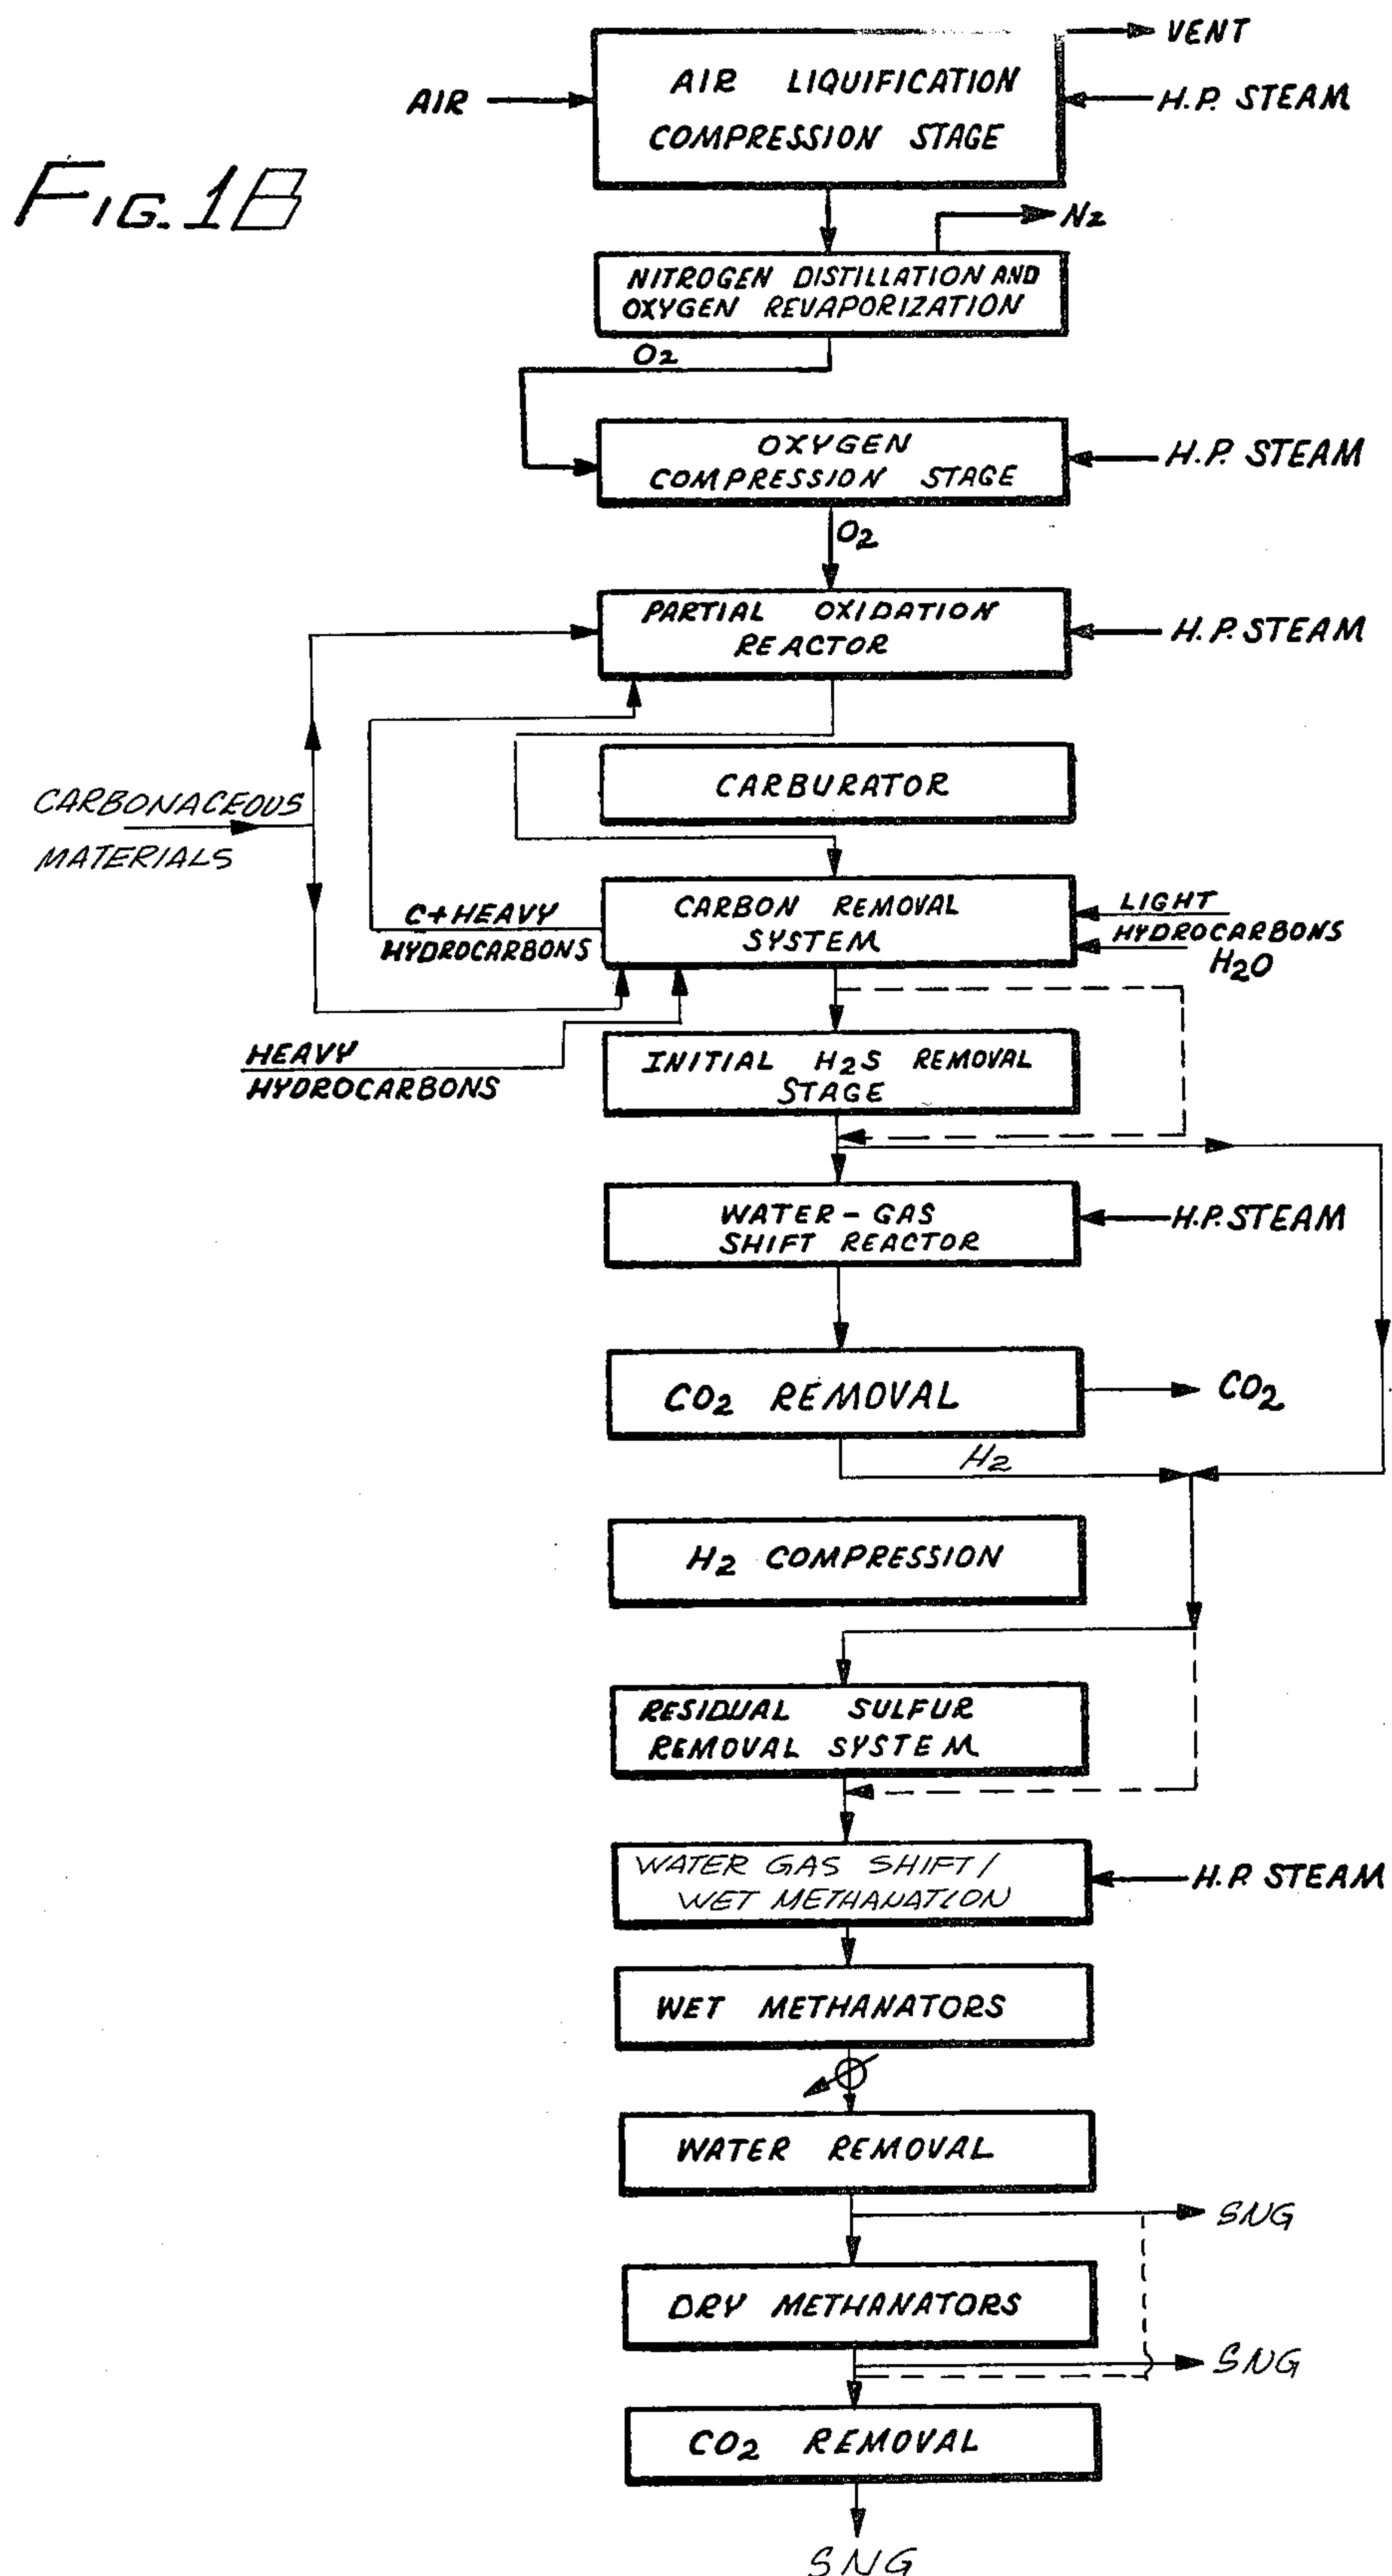 VENT
AIR
AIR LIQUIFICATION
COMPRESSION STAGE
H.P. STEAM
FIG. 1B
N2
NITROGEN DISTILLATION AND
OXYGEN REVAPORIZATION
O2
OXYGEN
COMPRESSION STAGE
H.P. STEAM
O2
PARTIAL OXIDATION
REACTOR
H.P. STEAM
CARBURATOR
CARBONACEOUS
MATERIALS
C+HEAVY
HYDROCARBONS
CARBON REMOVAL
SYSTEM
LIGHT
HYDROCARBONS
H2O
HEAVY
HYDROCARBONS
INITIAL H2S REMOVAL
STAGE
WATER-GAS
SHIFT REACTOR
H.P. STEAM
CO2 REMOVAL
CO2
H2
H2 COMPRESSION
RESIDUAL SULFUR
REMOVAL SYSTEM
WATER GAS SHIFT/
WET METHANATION
H.P. STEAM
WET METHANATORS
WATER REMOVAL
SNG
DRY METHANATORS
SNG
CO2 REMOVAL
SNG